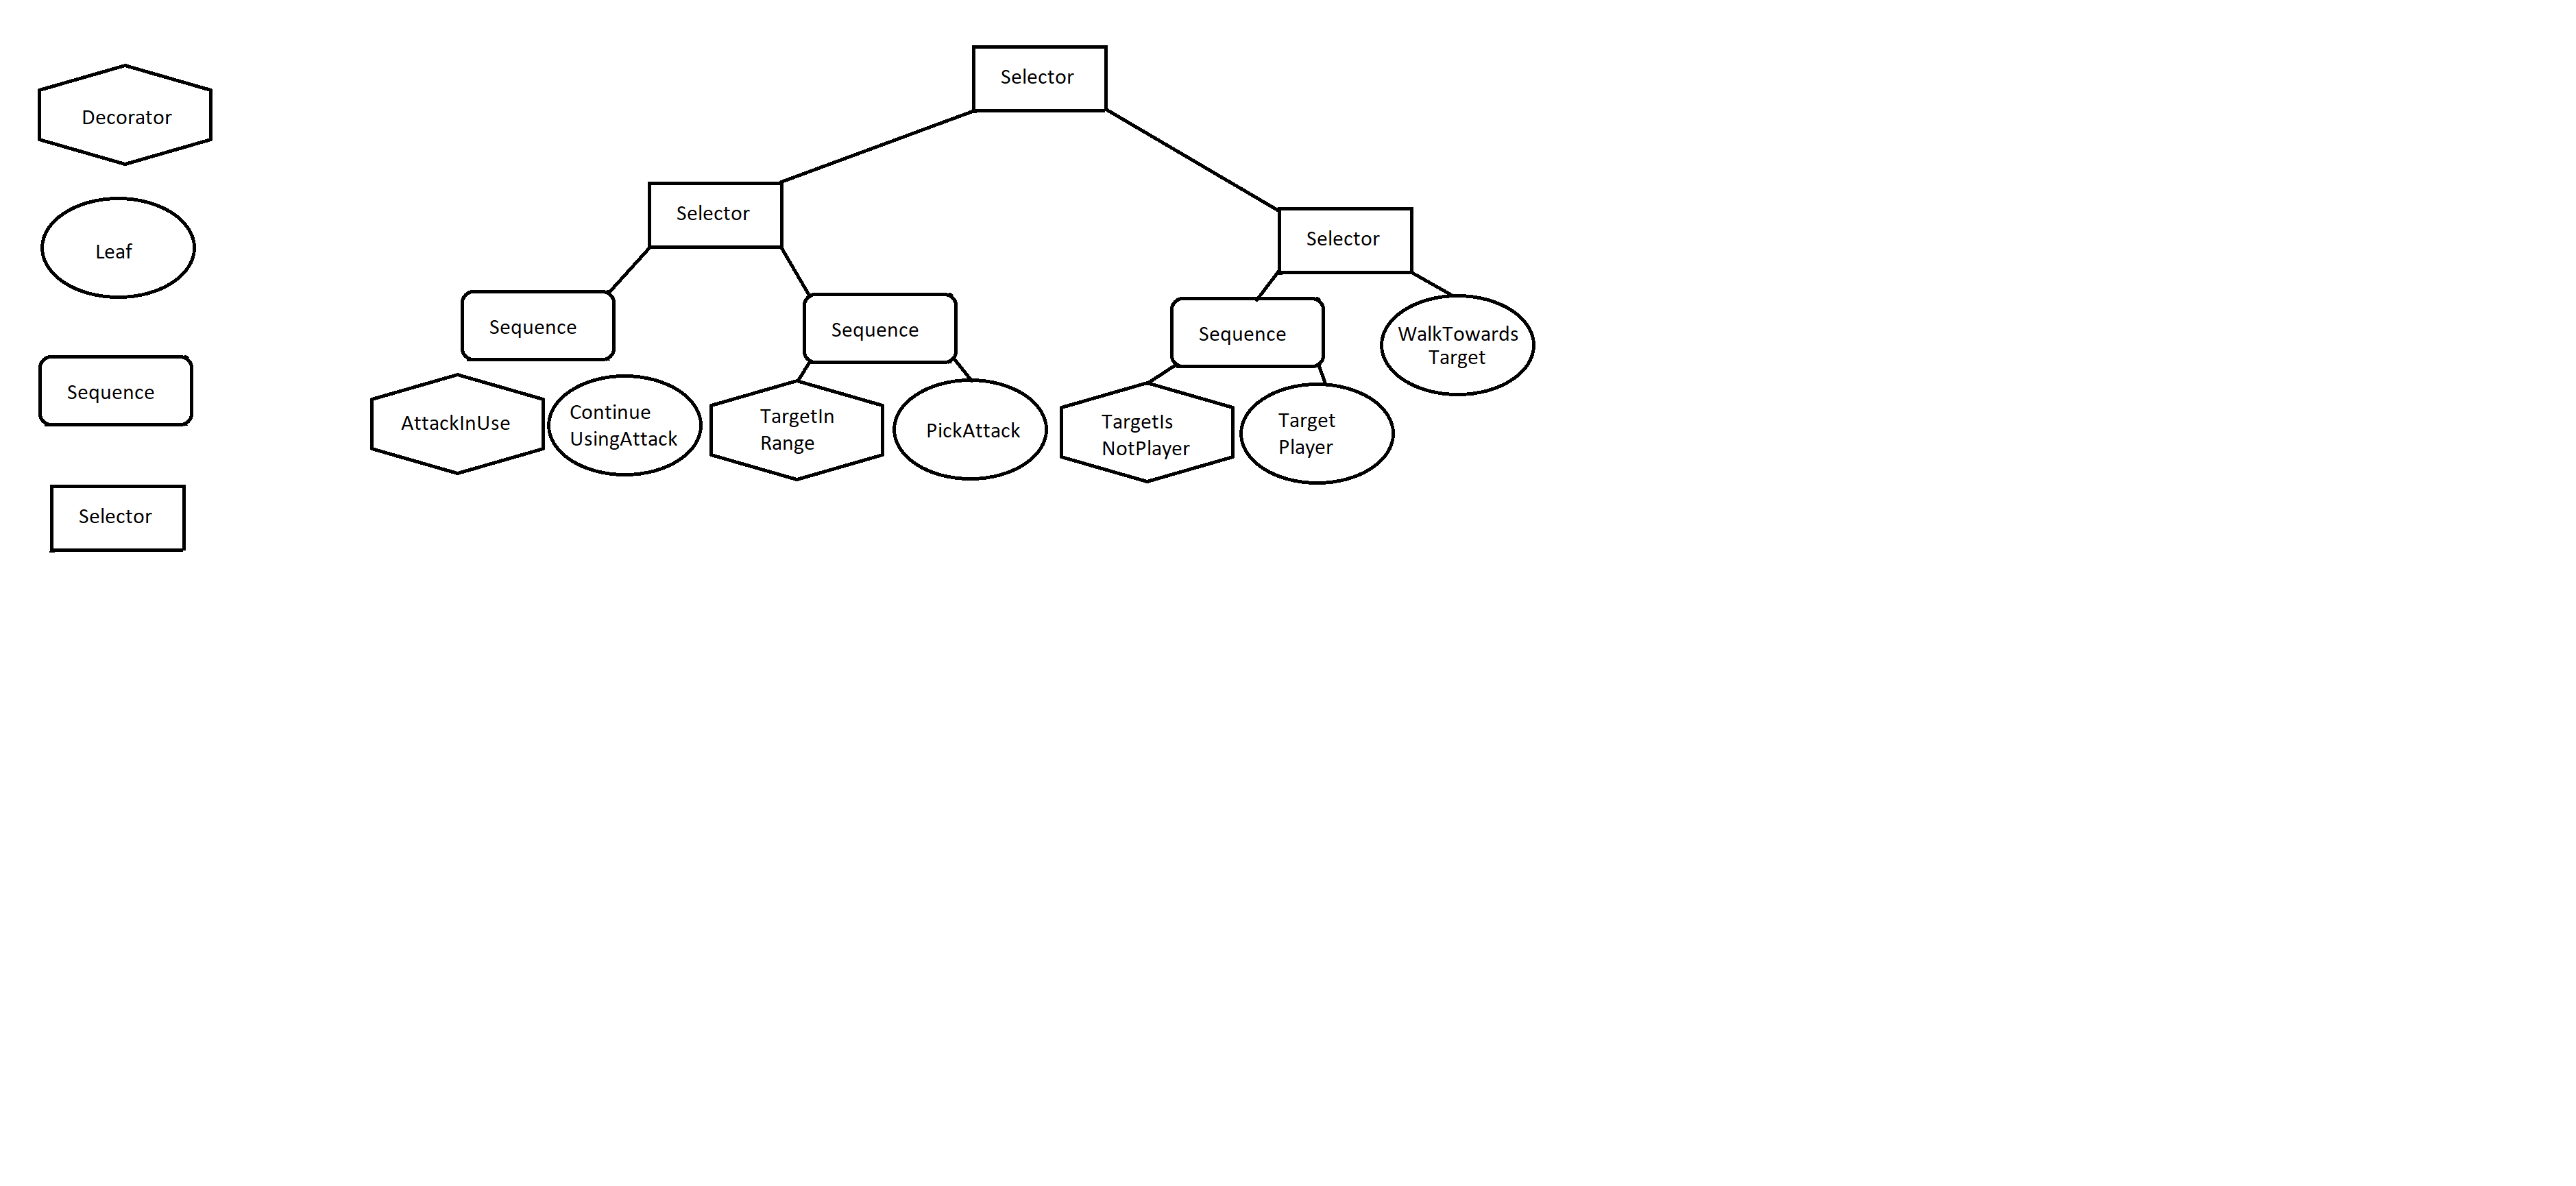 Decorator
Leaf
Sequence
Selector
Selector
Selector
Selector
Sequence
Sequence
Sequence
WalkTowards
Target
AttackInUse
Continue
UsingAttack
TargetIn
Range
PickAttack
TargetIs
NotPlayer
Target
Player